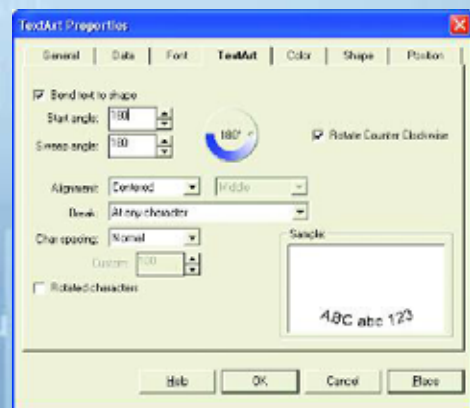 TextArt Properties
General Data Font TextArt Color Shape Position
Bend text to shape
Start angle: 180
Sweep angle: 180
180°
Rotate Counter Clockwise
Alignment: Centered Middle
Break: At any character
Char spacing: Normal
Custom: 100
Rotated characters
Sample:
ABC abc 123
Help OK Cancel Place